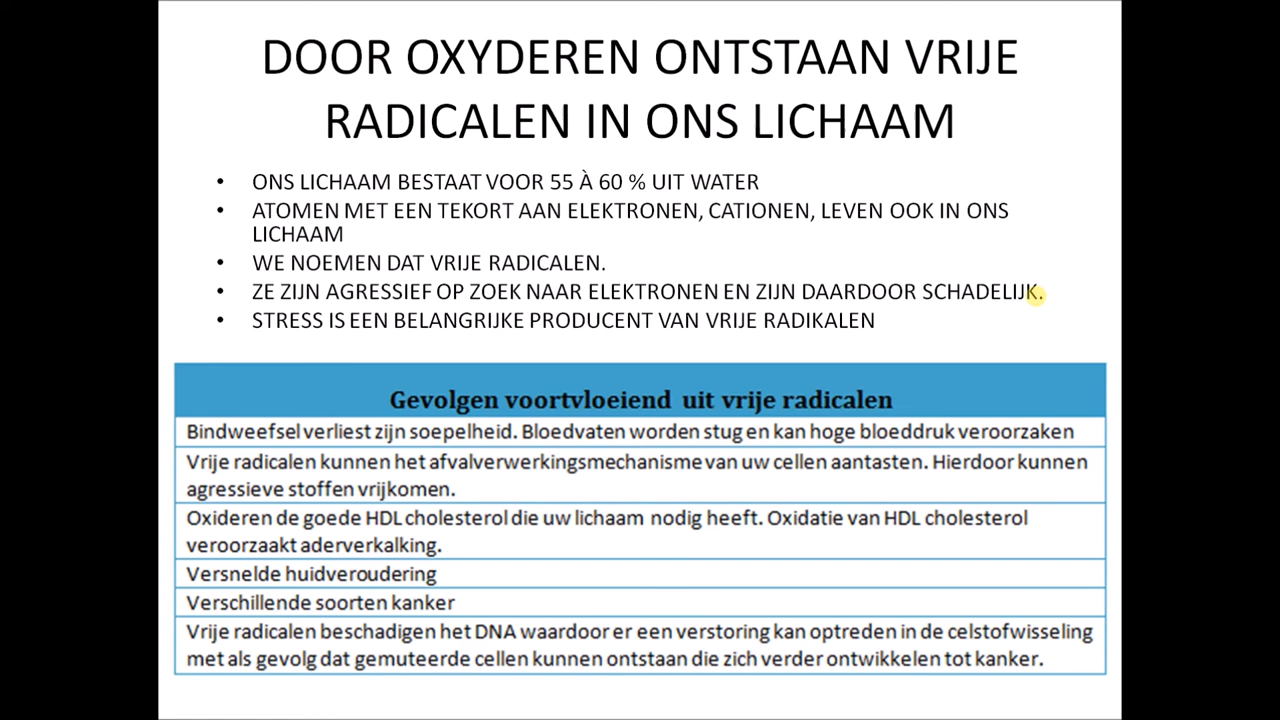 DOOR OXYDEREN ONTSTAAN VRIJE
RADICALEN IN ONS LICHAAM
• ONS LICHAAM BESTAAT VOOR 55 À 60 % UIT WATER
• ATOMEN MET EEN TEKORT AAN ELEKTRONEN, CATIONEN, LEVEN OOK IN ONS
LICHAAM
• WE NOEMEN DAT VRIJE RADICALEN.
• ZE ZIJN AGRESSIEF OP ZOEK NAAR ELEKTRONEN EN ZIJN DAARDOOR SCHADELIJK.
• STRESS IS EEN BELANGRIJKE PRODUCENT VAN VRIJE RADIKALEN
Gevolgen voortvloeiend uit vrije radicalen
Bindweefsel verliest zijn soepelheid. Bloedvaten worden stug en kan hoge bloeddruk veroorzaken
Vrije radicalen kunnen het afvalverwerkingsmechanisme van uw cellen aantasten. Hierdoor kunnen
agressieve stoffen vrijkomen.
Oxideren de goede HDL cholesterol die uw lichaam nodig heeft. Oxidatie van HDL cholesterol
veroorzaakt aderverkalking.
Versnelde huidveroudering
Verschillende soorten kanker
Vrije radicalen beschadigen het DNA waardoor er een verstoring kan optreden in de celstofwisseling
met als gevolg dat gemuteerde cellen kunnen ontstaan die zich verder ontwikkelen tot kanker.